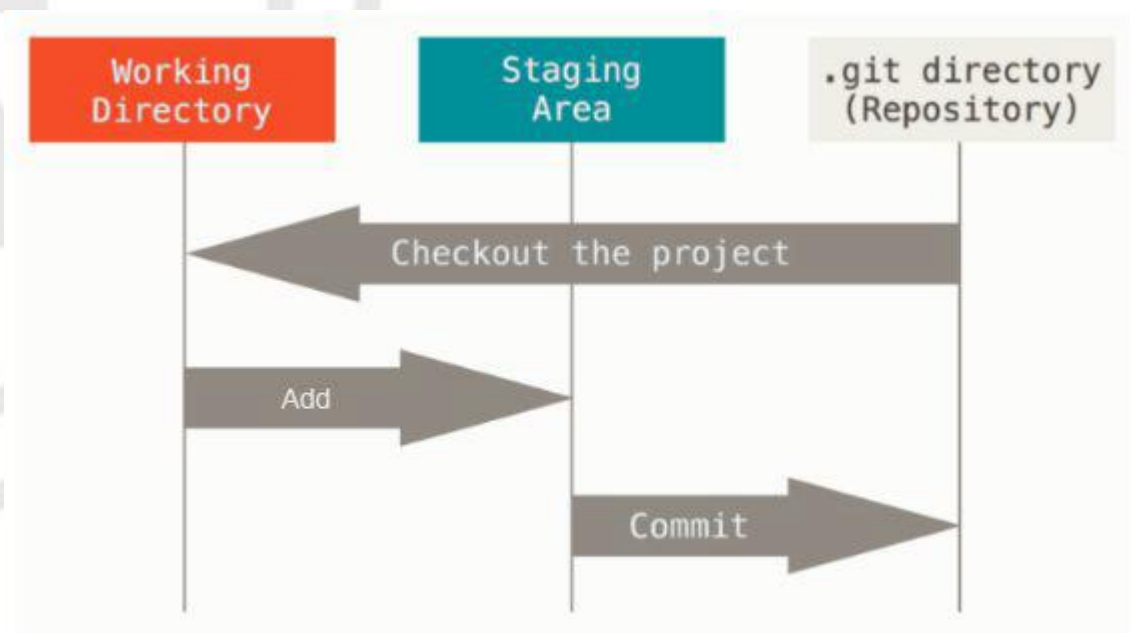 Working
Directory
Staging
Area
.git directory
(Repository)
Checkout the project
Add
Commit